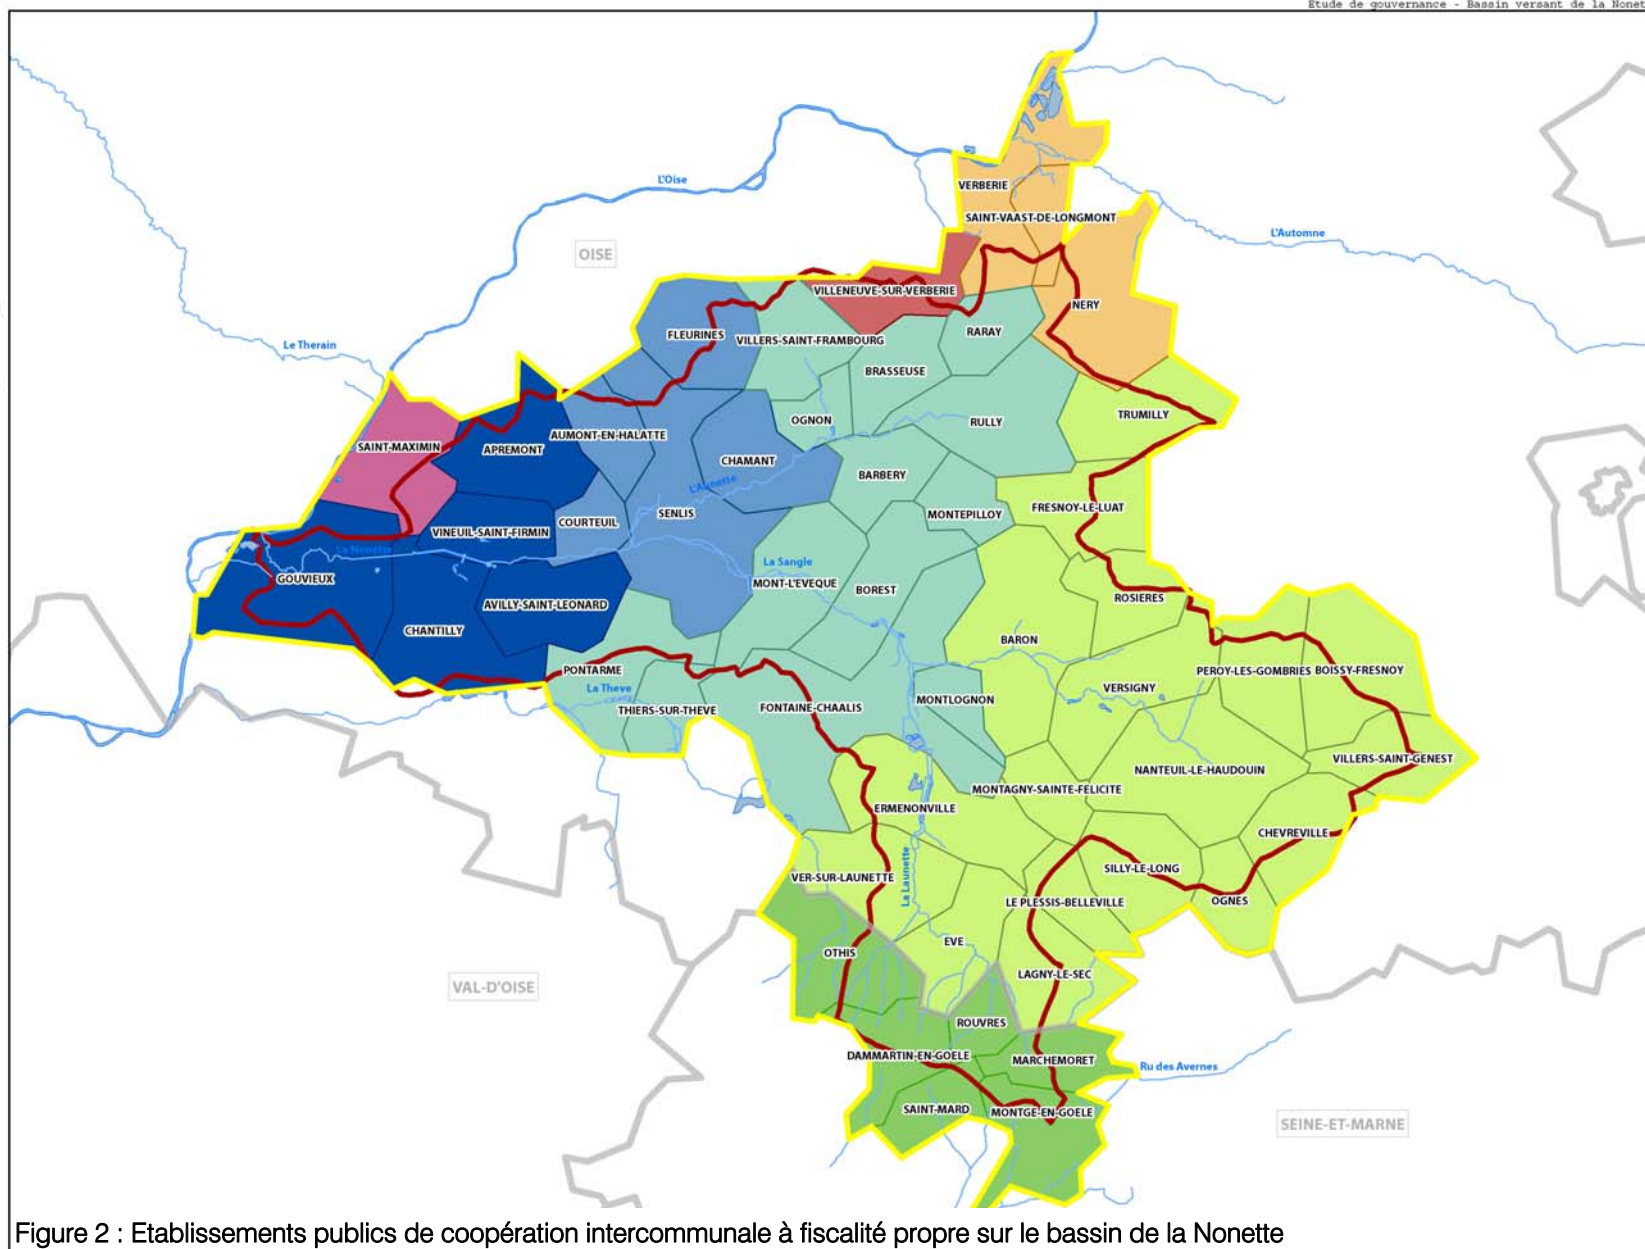 Etude de gouvernance - Bassin versant de la Nonet
L'Oise
VERBERIE
SAINT-VAAST-DE-LONGMONT
L'Automne
OISE
VILLENEUVE-SUR-VERBERIE
NERY
FLEURINES
VILLERS-SAINT-FRAMBOURG
RARAY
Le Therain
BRASSEUSE
TRUMILLY
OGNON
RULLY
SAINT-MAXIMIN
APREMONT
AUMONT-EN-HALATTE
CHAMANT
BARBERY
L'Aunette
FRESNOY-LE-LUAT
SENLIS
MONTEPILLOY
COURTEUIL
VINEUIL-SAINT-FIRMIN
La Nonette
La Sangle
GOUVIEUX
MONT-L'EVEQUE
BOREST
ROSIERES
AVILLY-SAINT-LEONARD
CHANTILLY
BARON
PONTARME
PEROY-LES-GOMBRIES
BOISSY-FRESNOY
La Theve
VERSIGNY
MONTLOGNON
THIERS-SUR-THEVE
FONTAINE-CHAALIS
VILLERS-SAINT-GENEST
NANTEUIL-LE-HAUDOUIN
MONTAGNY-SAINTE-FELICITE
ERMENONVILLE
CHEVREVILLE
SILLY-LE-LONG
VER-SUR-LAUNETTE
La Launette
LE PLESSIS-BELLEVILLE
OGNES
EVE
OTHIS
LAGNY-LE-SEC
VAL-D'OISE
ROUVRES
DAMMARTIN-EN-GOELE
MARCHEMORET
Ru des Avernes
SAINT-MARD
MONTGE-EN-GOELE
SEINE-ET-MARNE
Figure 2 : Etablissements publics de coopération intercommunale à fiscalité propre sur le bassin de la Nonette